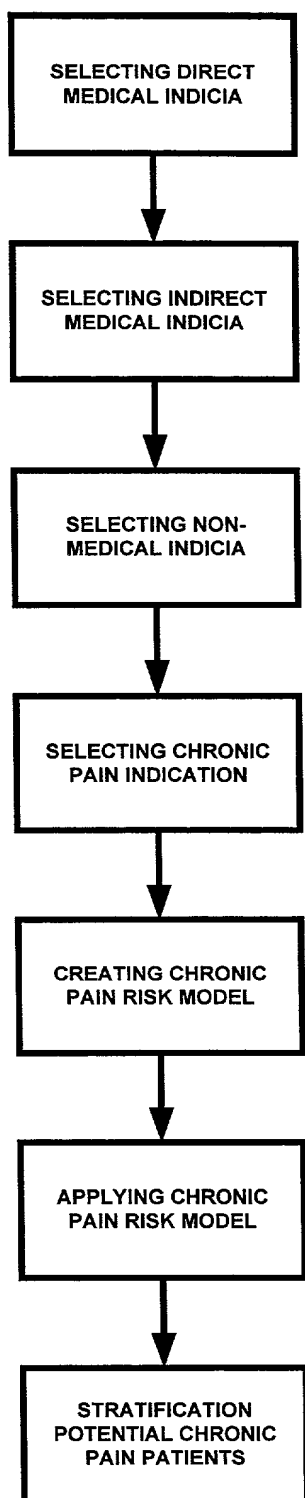 SELECTING DIRECT
MEDICAL INDICIA
SELECTING INDIRECT
MEDICAL INDICIA
SELECTING NON-
MEDICAL INDICIA
SELECTING CHRONIC
PAIN INDICATION
CREATING CHRONIC
PAIN RISK MODEL
APPLYING CHRONIC
PAIN RISK MODEL
STRATIFICATION
POTENTIAL CHRONIC
PAIN PATIENTS